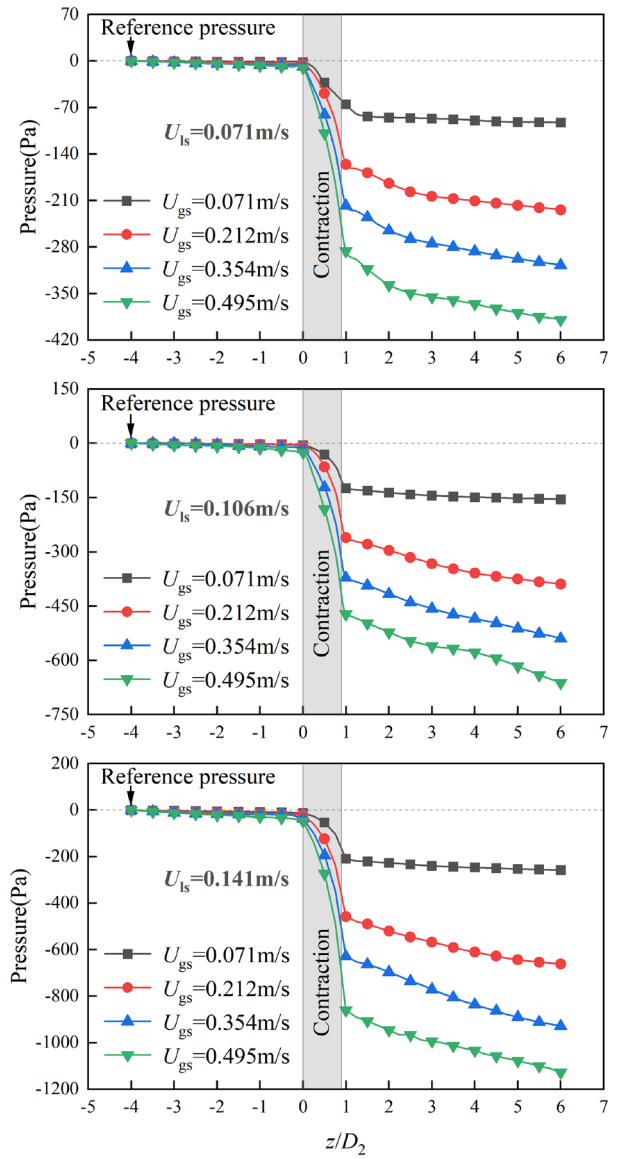 Reference pressure
Pressure(Pa)
70
0
-70
-140
-210
-280
-350
-420
Uls=0.071m/s
Ugs=0.071m/s
Ugs=0.212m/s
Ugs=0.354m/s
Ugs=0.495m/s
Contraction
-5 -4 -3 -2 -1 0 1 2 3 4 5 6 7
Reference pressure
Pressure(Pa)
150
0
-150
-300
-450
-600
-750
Uls=0.106m/s
Ugs=0.071m/s
Ugs=0.212m/s
Ugs=0.354m/s
Ugs=0.495m/s
Contraction
-5 -4 -3 -2 -1 0 1 2 3 4 5 6 7
Reference pressure
Pressure(Pa)
200
0
-200
-400
-600
-800
-1000
-1200
Uls=0.141m/s
Ugs=0.071m/s
Ugs=0.212m/s
Ugs=0.354m/s
Ugs=0.495m/s
Contraction
-5 -4 -3 -2 -1 0 1 2 3 4 5 6 7
z/D2